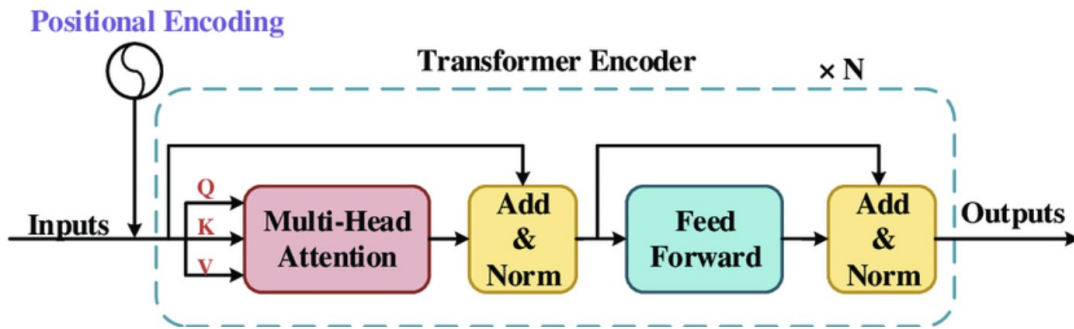 Positional Encoding
Transformer Encoder
× N
Inputs
Q
K
V
Multi-Head
Attention
Add
&
Norm
Feed
Forward
Add
&
Norm
Outputs